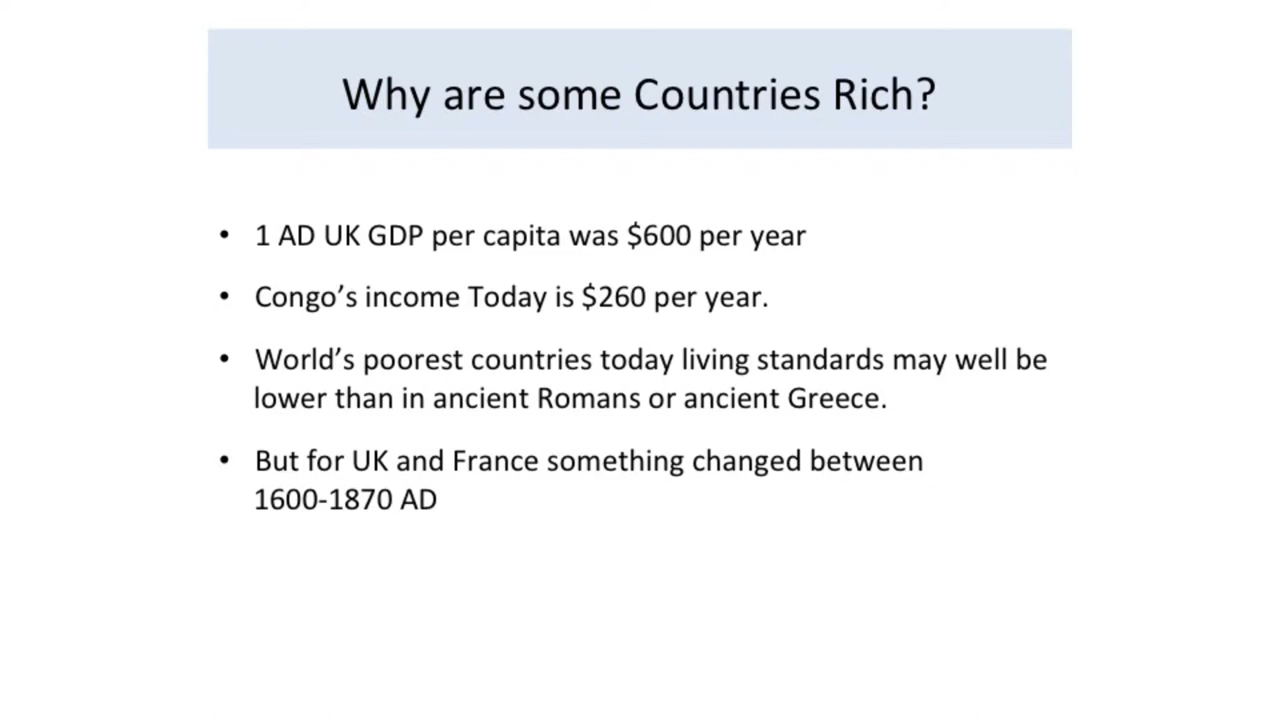 Why are some Countries Rich?
• 1 AD UK GDP per capita was $600 per year
• Congo’s income Today is $260 per year.
• World’s poorest countries today living standards may well be
lower than in ancient Romans or ancient Greece.
• But for UK and France something changed between
1600-1870 AD